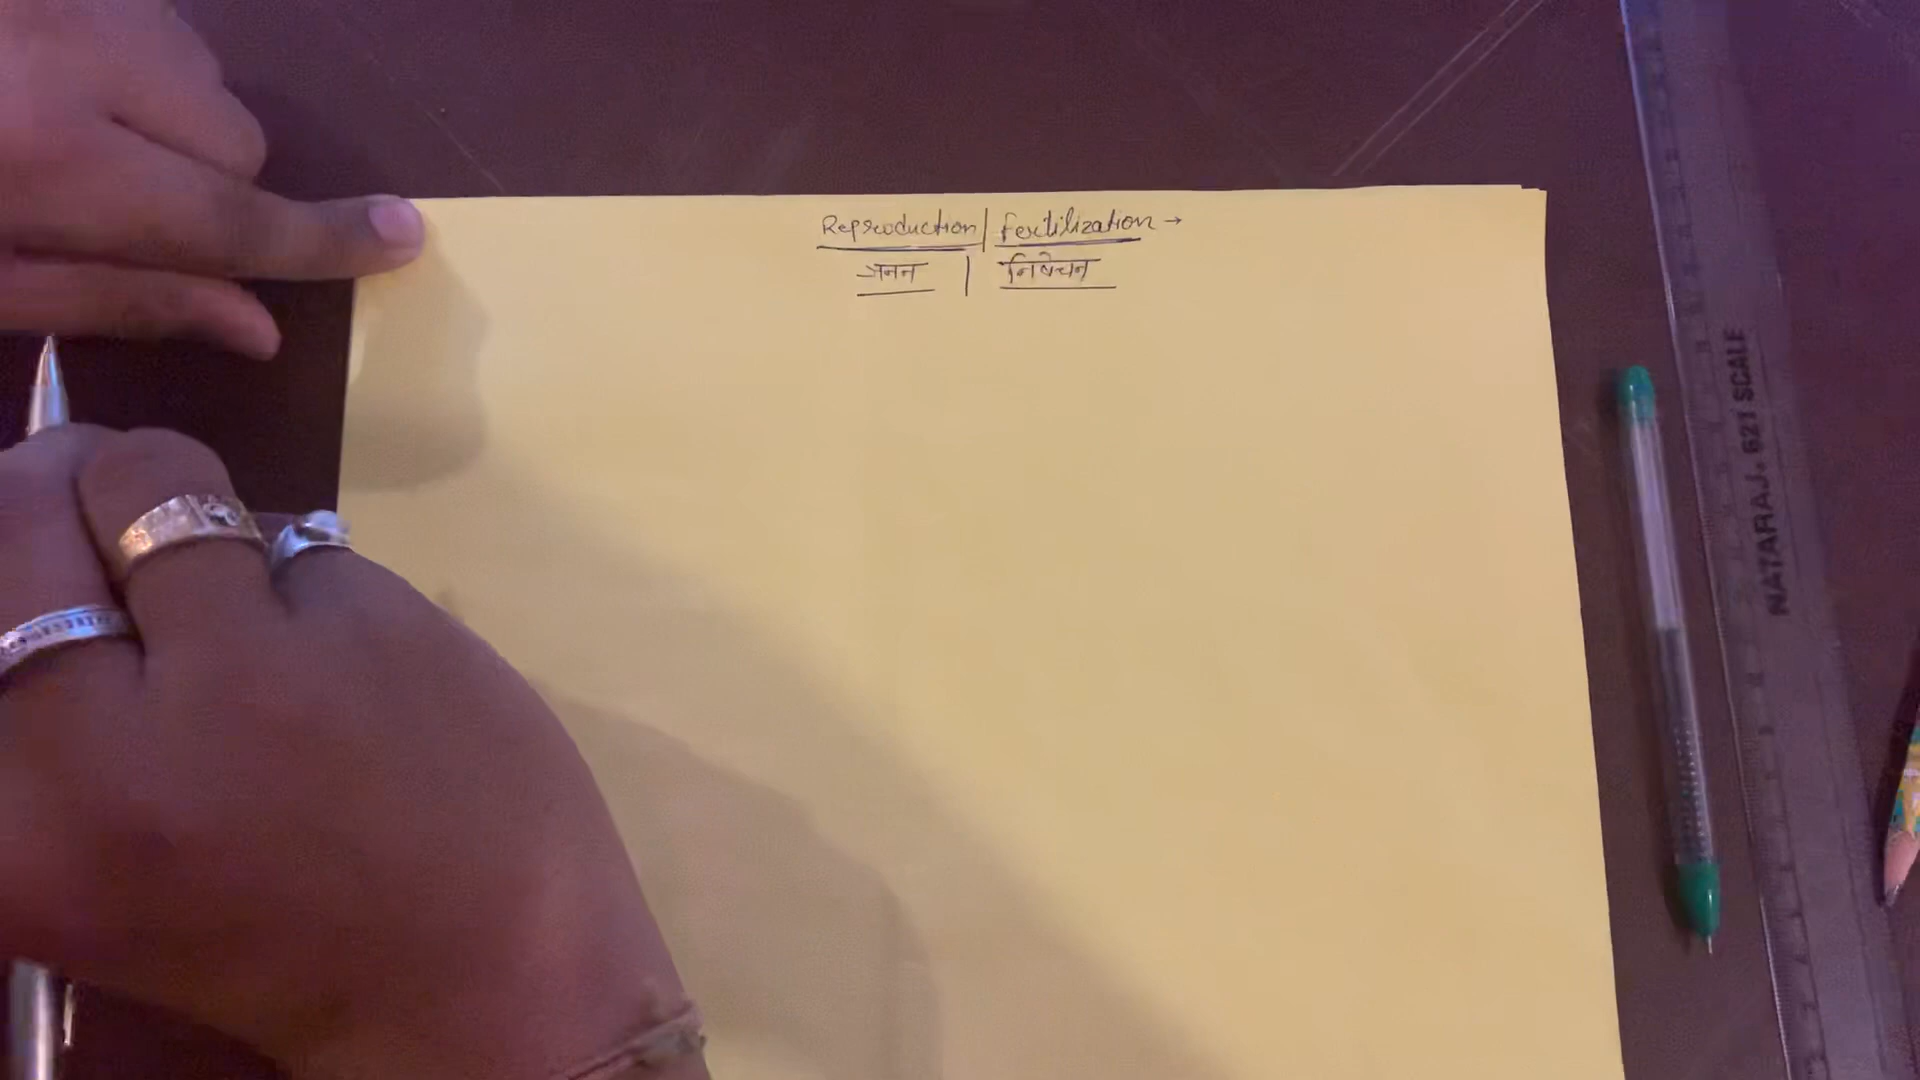 Reproduction | Fertilization →
जनन | निषेचन
NATARAJ. 621 SCALE